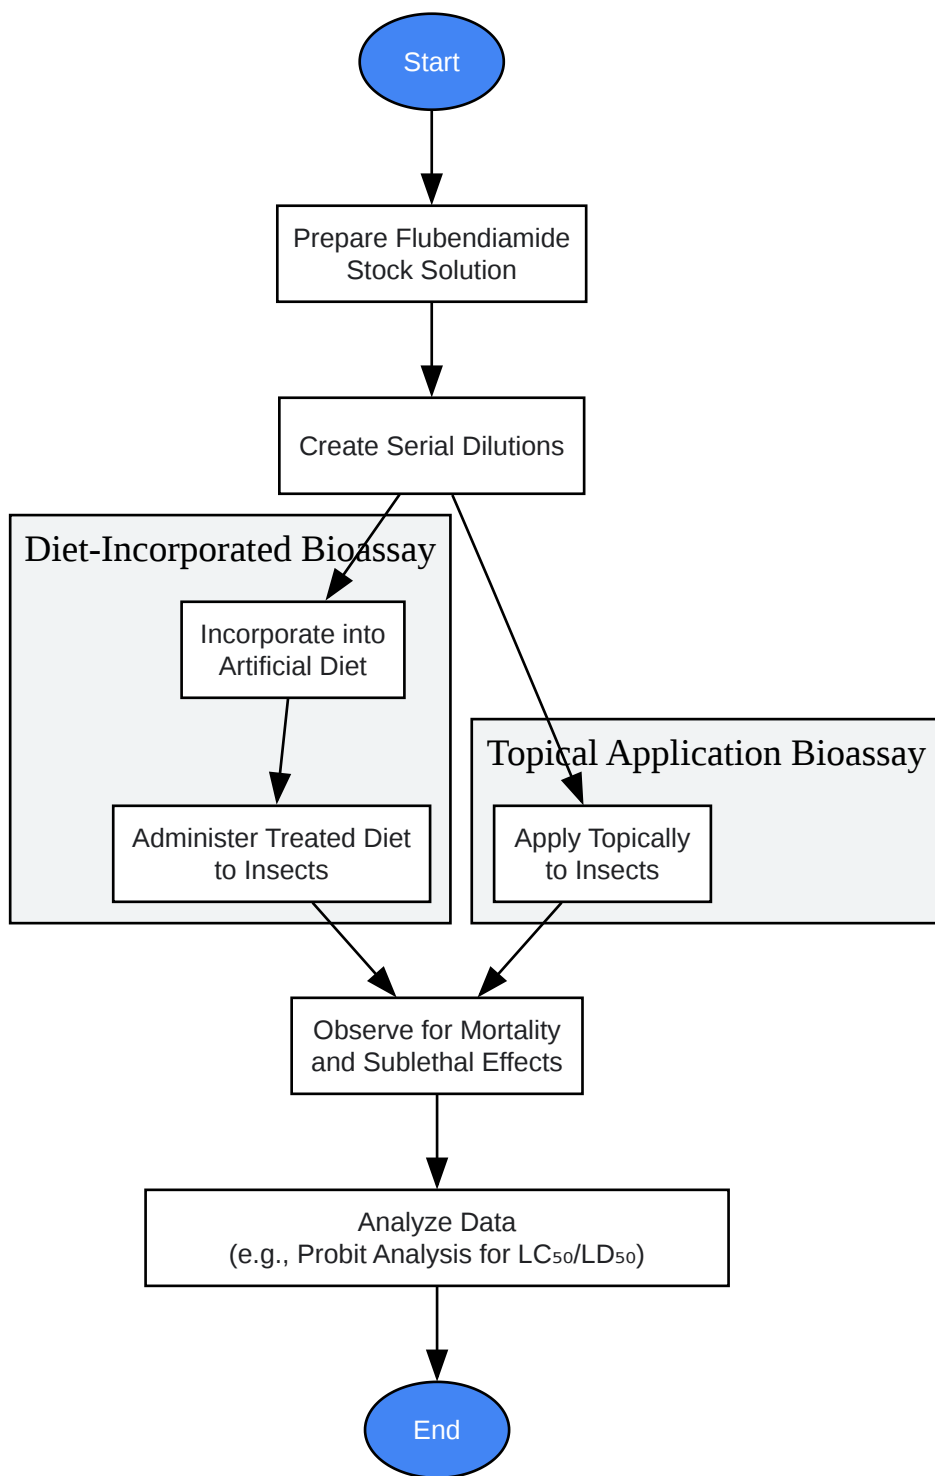 Start
Prepare Flubendiamide
Stock Solution
Create Serial Dilutions
Diet-Incorporated Bioassay
Incorporate into
Artificial Diet
Administer Treated Diet
to Insects
Topical Application Bioassay
Apply Topically
to Insects
Observe for Mortality
and Sublethal Effects
Analyze Data
(e.g., Probit Analysis for LC₅₀/LD₅₀)
End